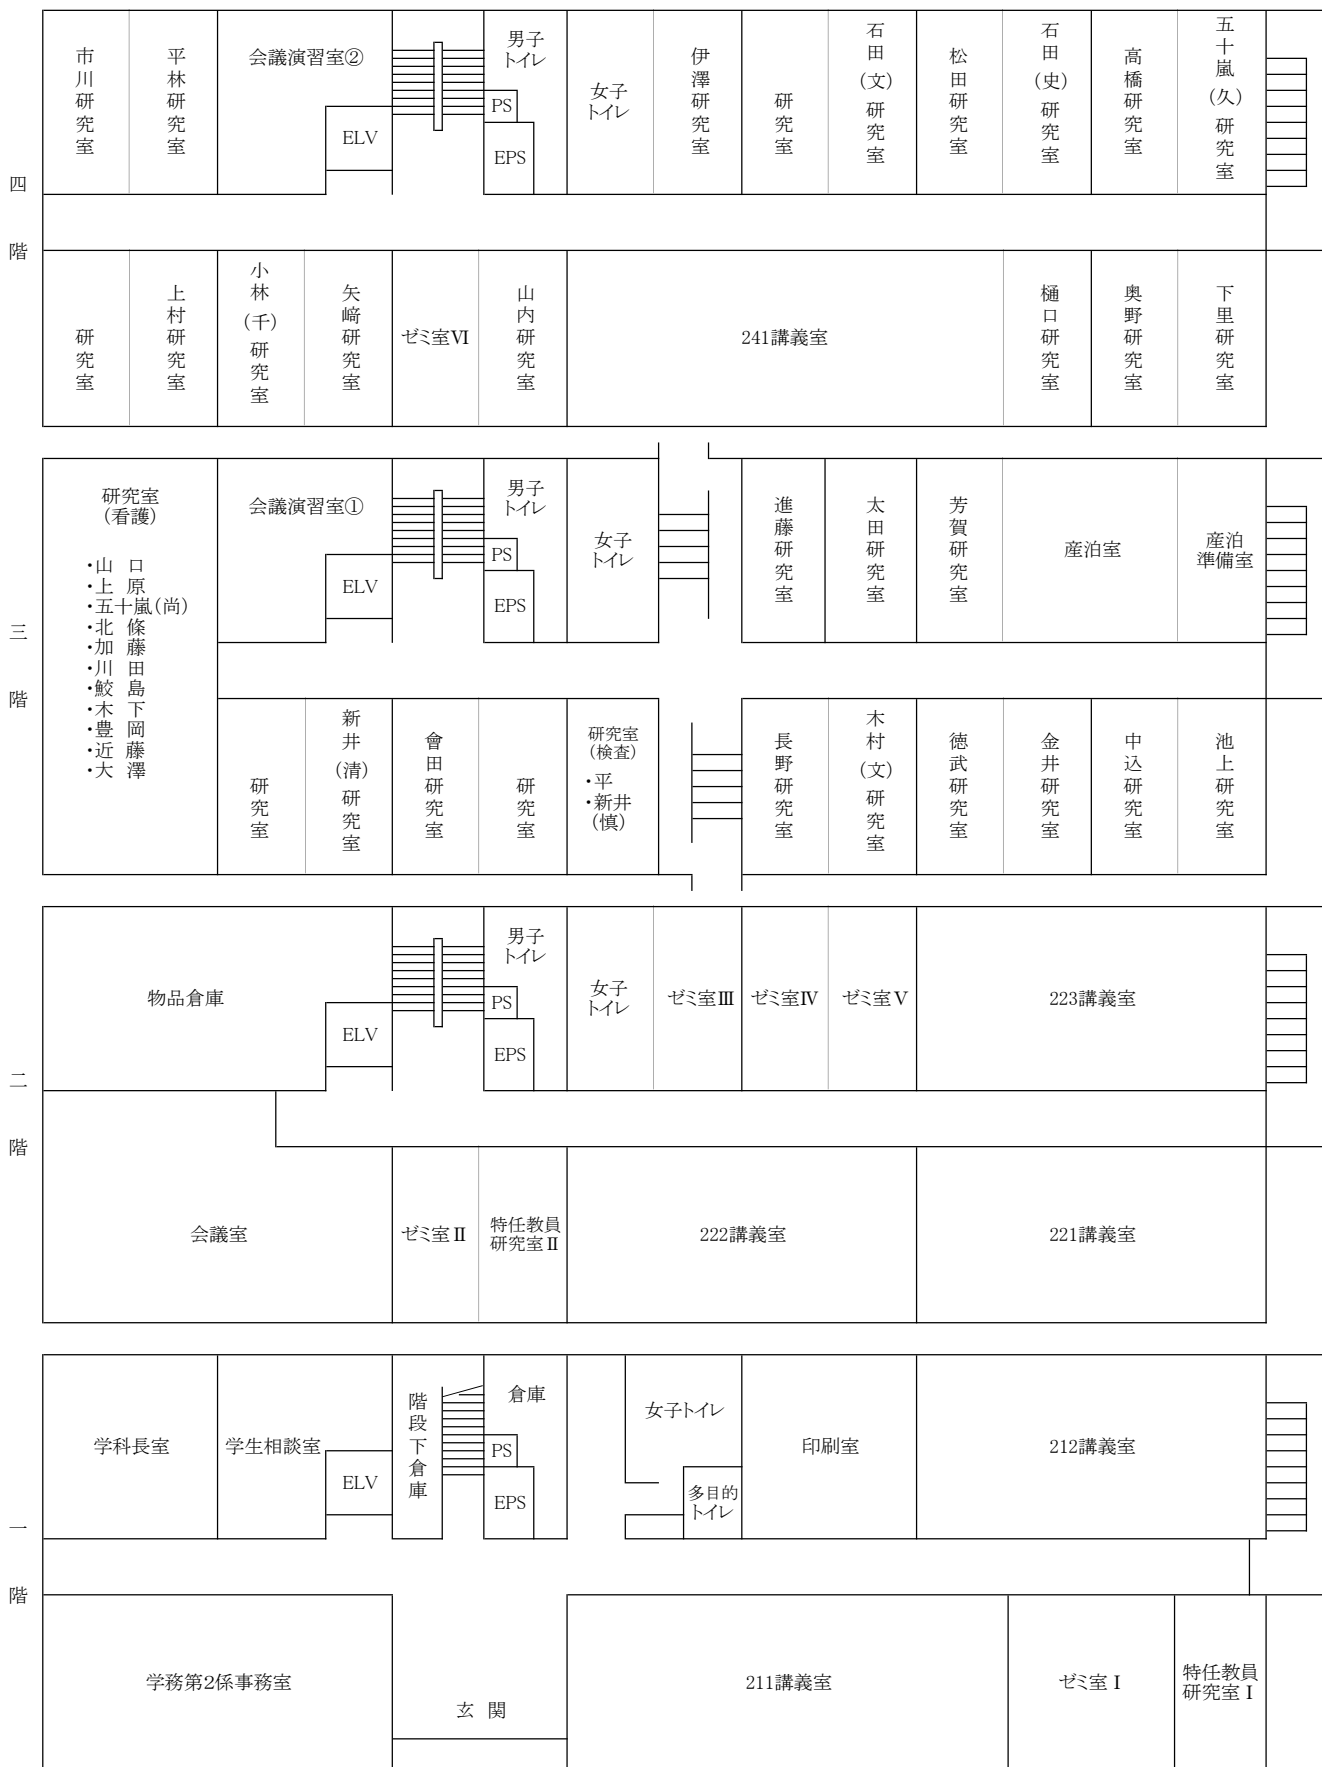 四階
市川研究室
平林研究室
会議演習室②
ELV
男子
トイレ
PS
EPS
女子
トイレ
伊澤研究室
研究室
石田(文)研究室
松田研究室
石田(史)研究室
高橋研究室
五十嵐(久)研究室
研究室
上村研究室
小林(千)研究室
矢﨑研究室
ゼミ室Ⅵ
山内研究室
241講義室
樋口研究室
奥野研究室
下里研究室
三階
研究室
(看護)
・山 口
・上 原
・五十嵐(尚)
・北 條
・加 藤
・川 田
・鮫 島
・木 下
・豊 岡
・近 藤
・大 澤
会議演習室①
ELV
男子
トイレ
PS
EPS
女子
トイレ
進藤研究室
太田研究室
芳賀研究室
産泊室
産泊
準備室
研究室
新井(清)研究室
會田研究室
研究室
研究室
(検査)
・平
・新井
(慎)
長野研究室
木村(文)研究室
徳武研究室
金井研究室
中込研究室
池上研究室
二階
物品倉庫
ELV
男子
トイレ
PS
EPS
女子
トイレ
ゼミ室Ⅲ
ゼミ室Ⅳ
ゼミ室Ⅴ
223講義室
会議室
ゼミ室Ⅱ
特任教員
研究室Ⅱ
222講義室
221講義室
一階
学科長室
学生相談室
ELV
階段下倉庫
倉庫
PS
EPS
女子トイレ
多目的
トイレ
印刷室
212講義室
学務第2係事務室
玄 関
211講義室
ゼミ室Ⅰ
特任教員
研究室Ⅰ